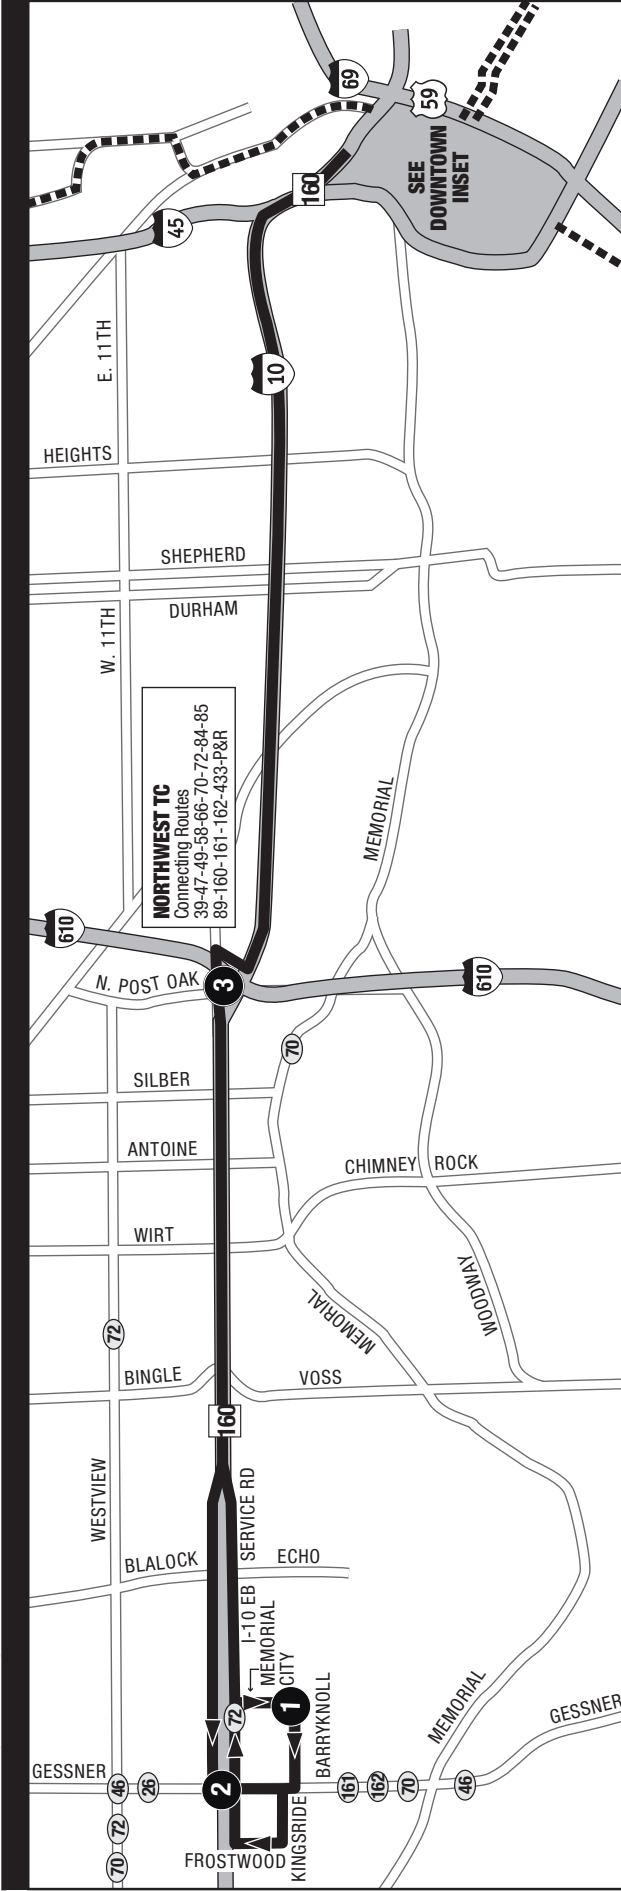 69
59
SEE
DOWNTOWN
INSET
160
45
10
E. 11TH
HEIGHTS
SHEPHERD
DURHAM
W. 11TH
NORTHWEST TC
Connecting Routes
39-47-49-58-66-70-72-84-85
89-160-161-162-433-P&R
MEMORIAL
610
N. POST OAK
3
610
70
SILBER
ANTOINE
CHIMNEY ROCK
WIRT
MEMORIAL
WOODWAY
72
BINGLE
VOSS
160
WESTVIEW
SERVICE RD
BLALOCK
ECHO
I-10 EB
MEMORIAL
CITY
72
1
BARRYKNOLL
MEMORIAL
GESSNER
GESSNER
46
26
2
161
162
70
46
72
70
KINGSRIDE
FROSTWOOD